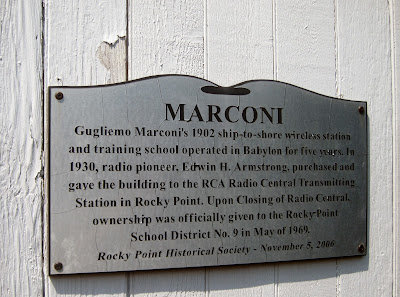 MARCONI
Gugliemo Marconi's 1902 ship-to-shore wireless station
and training school operated in Babylon for five years. In
1930, radio pioneer, Edwin H. Armstrong, purchased and
gave the building to the RCA Radio Central Transmitting
Station in Rocky Point. Upon Closing of Radio Central,
ownership was officially given to the Rocky Point
School District No. 9 in May of 1969.
Rocky Point Historical Society - November 5, 2006